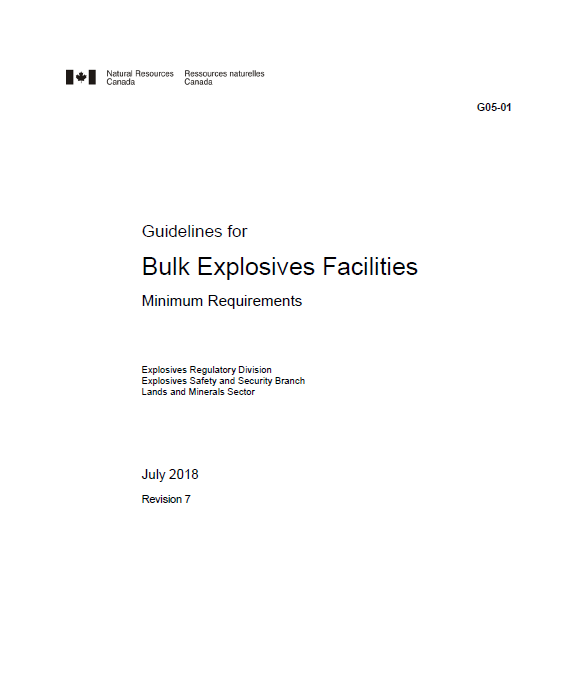 Natural Resources Ressources naturelles
Canada Canada
G05-01
Guidelines for
Bulk Explosives Facilities
Minimum Requirements
Explosives Regulatory Division
Explosives Safety and Security Branch
Lands and Minerals Sector
July 2018
Revision 7